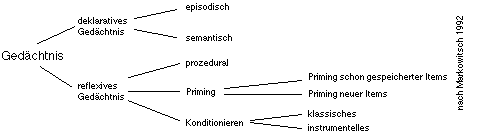 Gedächtnis
deklaratives
Gedächtnis
episodisch
semantisch
reflexives
Gedächtnis
prozedural
Priming
Priming schon gespeicherter Items
Priming neuer Items
Konditionieren
klassisches
instrumentelles
nach Markowitsch 1992